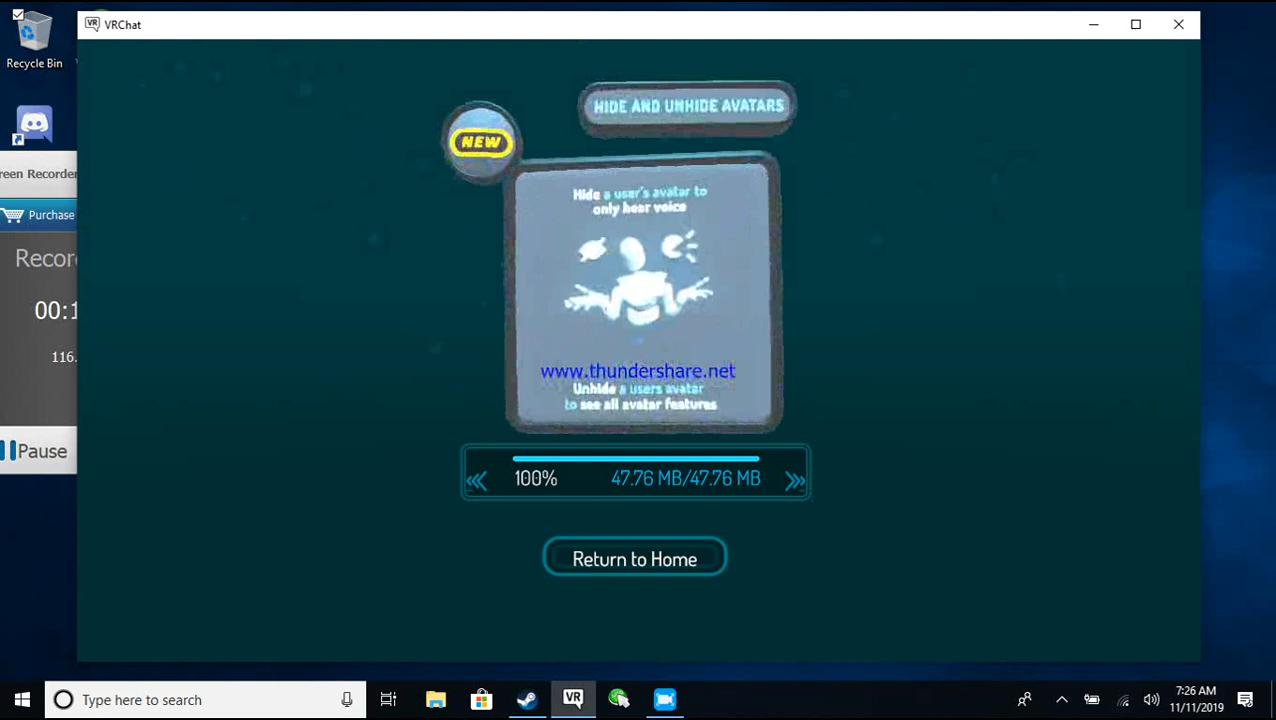 VRChat
Recycle Bin
HIDE AND UNHIDE AVATARS
NEW
Hide a user's avatar to
only hear voice
www.thundershare.net
Unhide a users avatar
to see all avatar features
100%
47.76 MB/47.76 MB
Return to Home
reen Recorder
Purchase
Recor
00:1
116.
Pause
Type here to search
VR
7:26 AM
11/11/2019